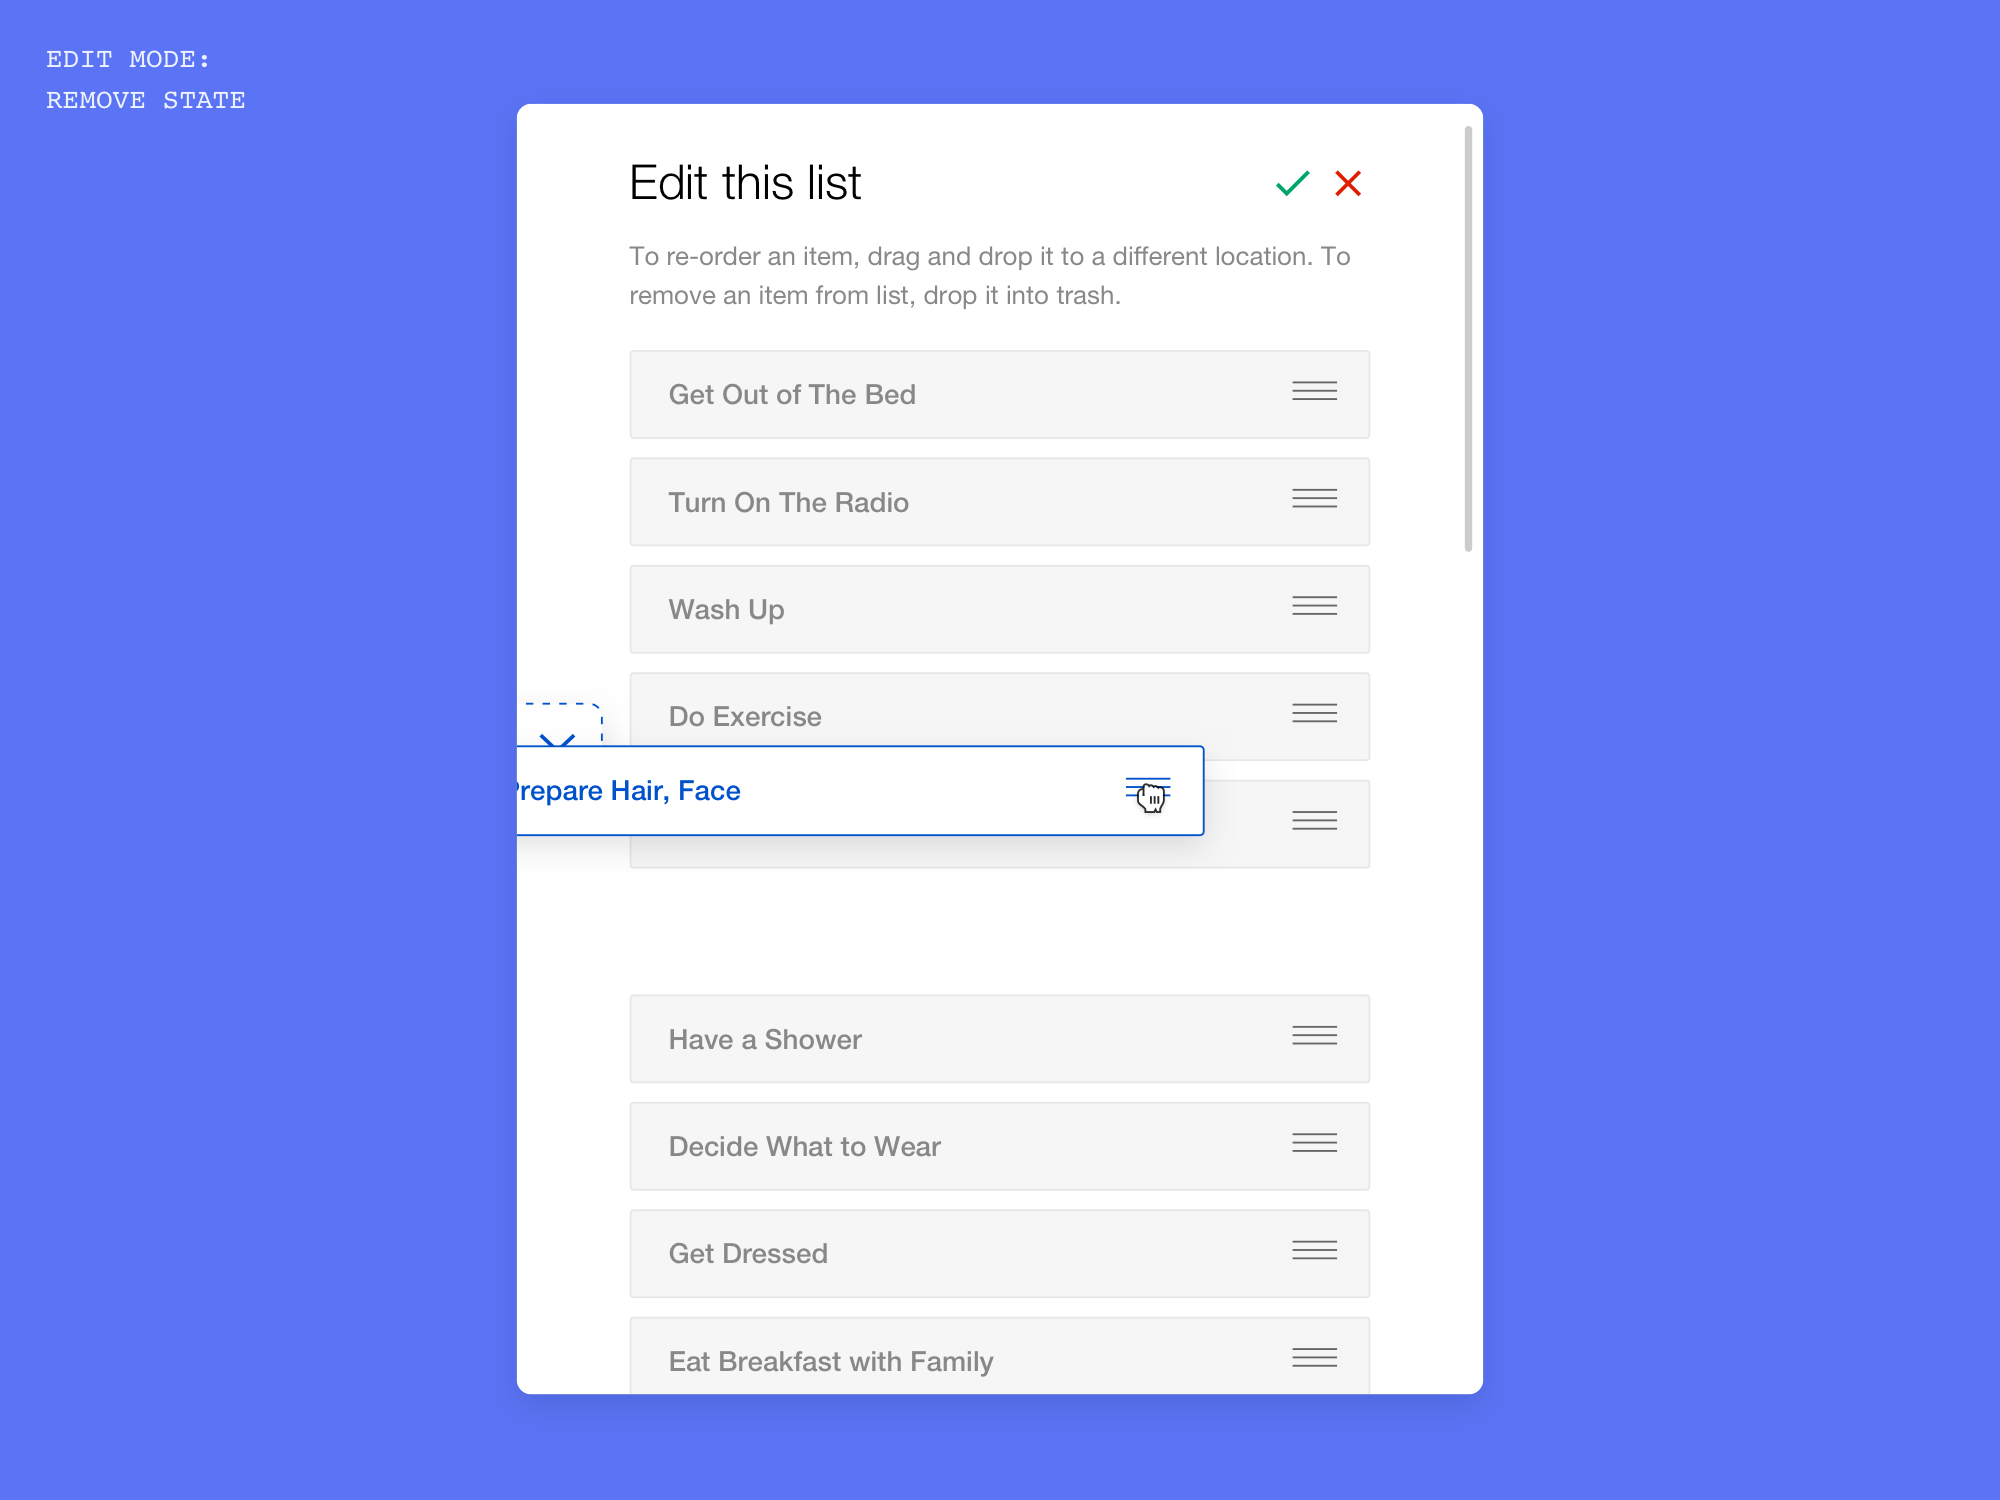 EDIT MODE:
REMOVE STATE
Edit this list
To re-order an item, drag and drop it to a different location. To
remove an item from list, drop it into trash.
Get Out of The Bed
Turn On The Radio
Wash Up
Do Exercise
Prepare Hair, Face
Have a Shower
Decide What to Wear
Get Dressed
Eat Breakfast with Family